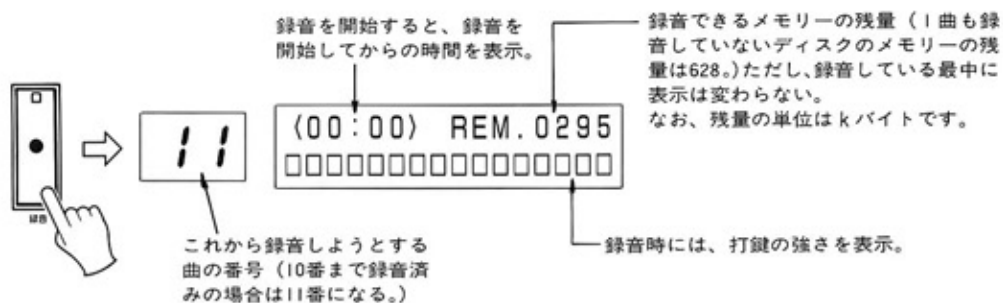 録音を開始すると、録音を
開始してからの時間を表示。
録音できるメモリーの残量（1曲も録
音していないディスクのメモリーの残
量は628。）ただし、録音している最中に
表示は変わらない。
なお、残量の単位はkバイトです。
録音
11
(00:00) REM.0295
これから録音しようとする
曲の番号（10番まで録音済
みの場合は11番になる。）
録音時には、打鍵の強さを表示。